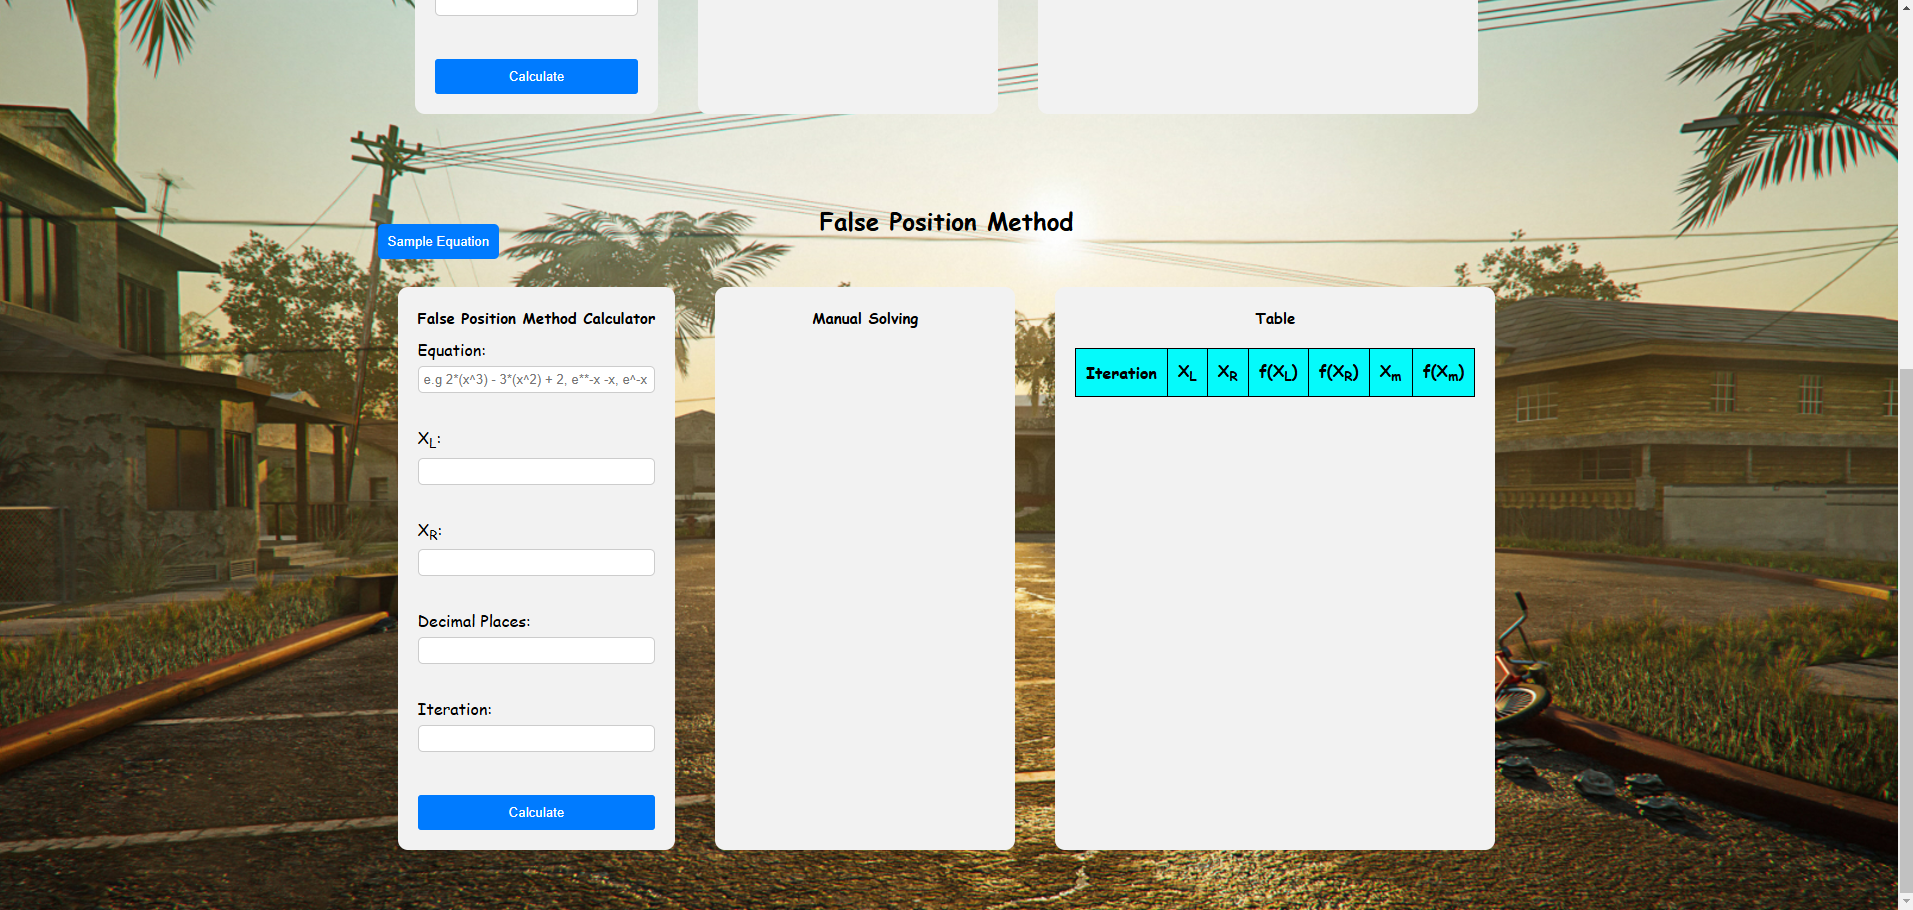 Calculate
False Position Method
Sample Equation
False Position Method Calculator
Equation:
e.g 2*(x^3) - 3*(x^2) + 2, e**-x -x, e^-x
X_L:
X_R:
Decimal Places:
Iteration:
Calculate
Manual Solving
Table
Iteration X_L X_R f(X_L) f(X_R) X_m f(X_m)